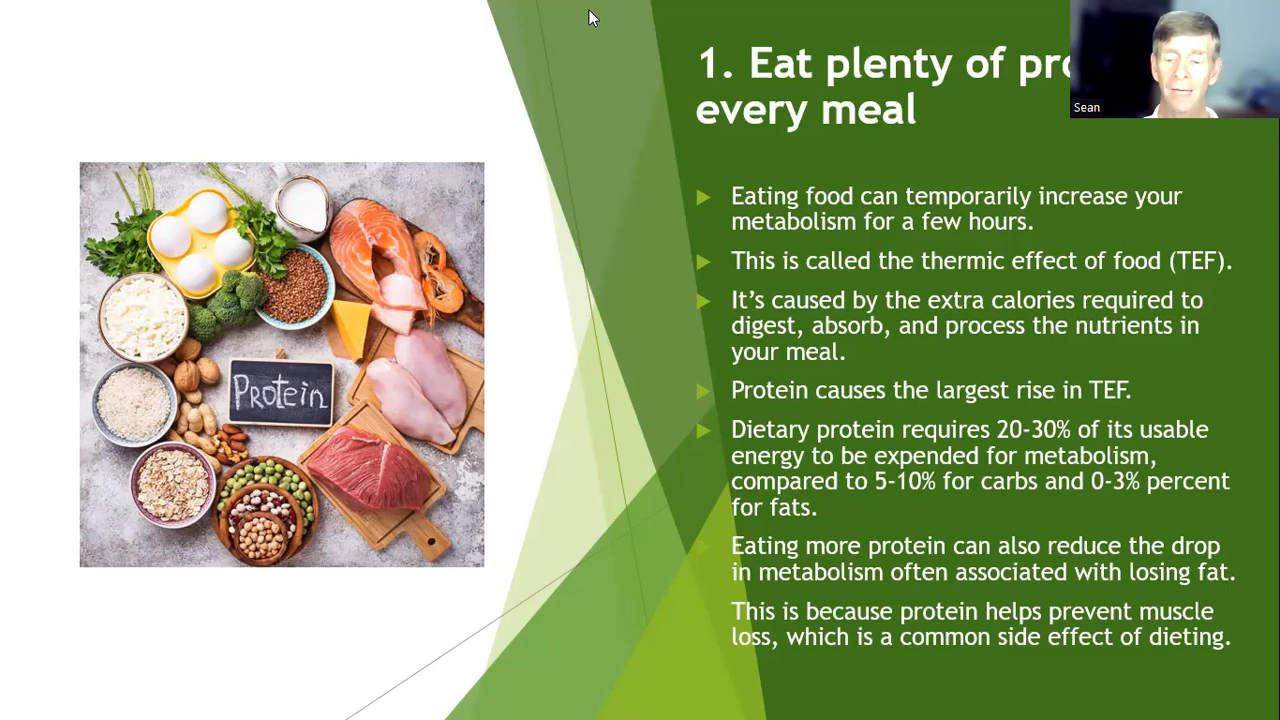 1. Eat plenty of pro
every meal
Sean
Eating food can temporarily increase your
metabolism for a few hours.
This is called the thermic effect of food (TEF).
It’s caused by the extra calories required to
digest, absorb, and process the nutrients in
your meal.
Protein causes the largest rise in TEF.
Dietary protein requires 20-30% of its usable
energy to be expended for metabolism,
compared to 5-10% for carbs and 0-3% percent
for fats.
Eating more protein can also reduce the drop
in metabolism often associated with losing fat.
This is because protein helps prevent muscle
loss, which is a common side effect of dieting.
Protein